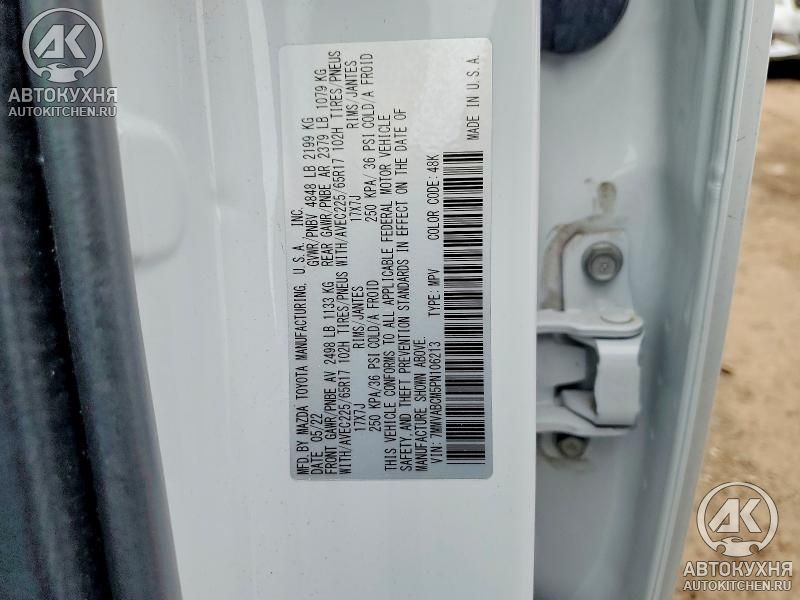 MFD. BY MAZDA TOYOTA MANUFACTURING, U.S.A. INC.
DATE 05/22 GVWR/PNBV 4848 LB 2199 KG
FRONT GAWR/PNBE AV 2498 LB 1133 KG REAR GAWR/PNBE AR 2379 LB 1079 KG
WITH/AVEC225/65R17 102H TIRES/PNEUS WITH/AVEC225/65R17 102H TIRES/PNEUS
17X7J RIMS/JANTES 17X7J RIMS/JANTES
250 KPA/36 PSI COLD/A FROID 250 KPA/ 36 PSI COLD/A FROID
THIS VEHICLE CONFORMS TO ALL APPLICABLE FEDERAL MOTOR VEHICLE
SAFETY, AND THEFT PREVENTION STANDARDS IN EFFECT ON THE DATE OF
MANUFACTURE SHOWN ABOVE.
VIN: 7MMVABCM5PN106213 TYPE: MPV COLOR CODE: 48K
MADE IN U.S.A.
АК
АВТОКУХНЯ
AUTOKITCHEN.RU
АК
АВТОКУХНЯ
AUTOKITCHEN.RU